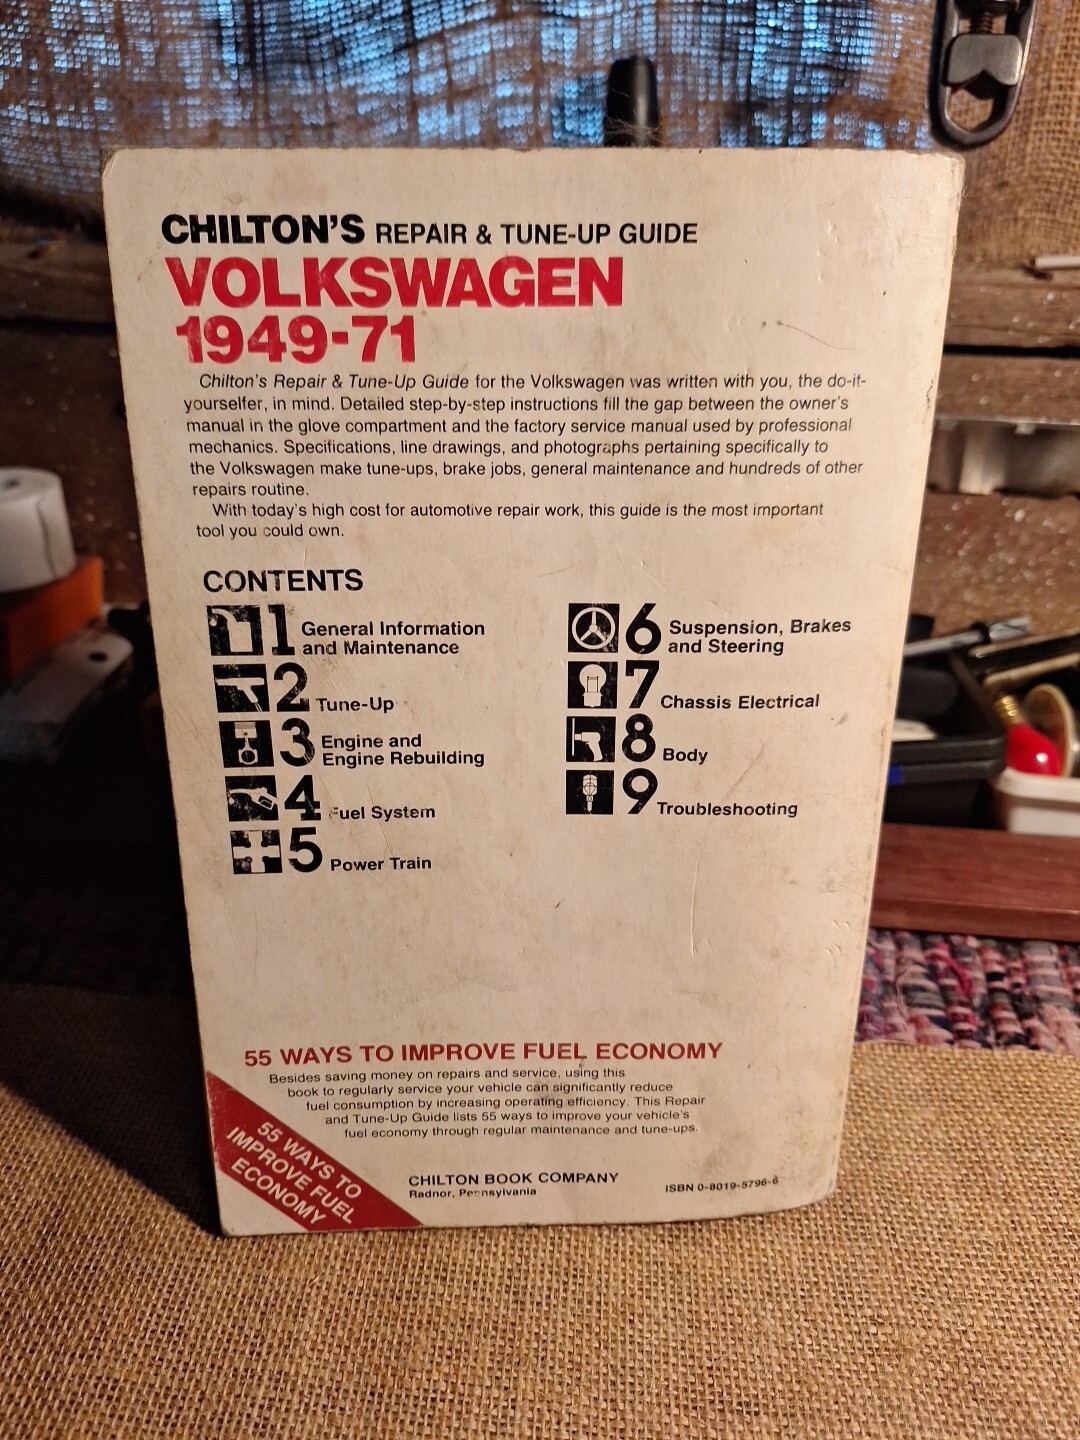 CHILTON'S REPAIR & TUNE-UP GUIDE
VOLKSWAGEN
1949-71
Chilton's Repair & Tune-Up Guide for the Volkswagen was written with you, the do-it-
yourselfer, in mind. Detailed step-by-step instructions fill the gap between the owner's
manual in the glove compartment and the factory service manual used by professional
mechanics. Specifications, line drawings, and photographs pertaining specifically to
the Volkswagen make tune-ups, brake jobs, general maintenance and hundreds of other
repairs routine.
With today's high cost for automotive repair work, this guide is the most important
tool you could own.
CONTENTS
1 General Information
and Maintenance
2 Tune-Up
3 Engine and
Engine Rebuilding
4 Fuel System
5 Power Train
6 Suspension, Brakes
and Steering
7 Chassis Electrical
8 Body
9 Troubleshooting
55 WAYS TO IMPROVE FUEL ECONOMY
Besides saving money on repairs and service, using this
book to regularly service your vehicle can significantly reduce
fuel consumption by increasing operating efficiency. This Repair
and Tune-Up Guide lists 55 ways to improve your vehicle's
fuel economy through regular maintenance and tune-ups.
55 WAYS TO
IMPROVE FUEL
ECONOMY
CHILTON BOOK COMPANY
Radnor, Pennsylvania
ISBN 0-8019-5796-6